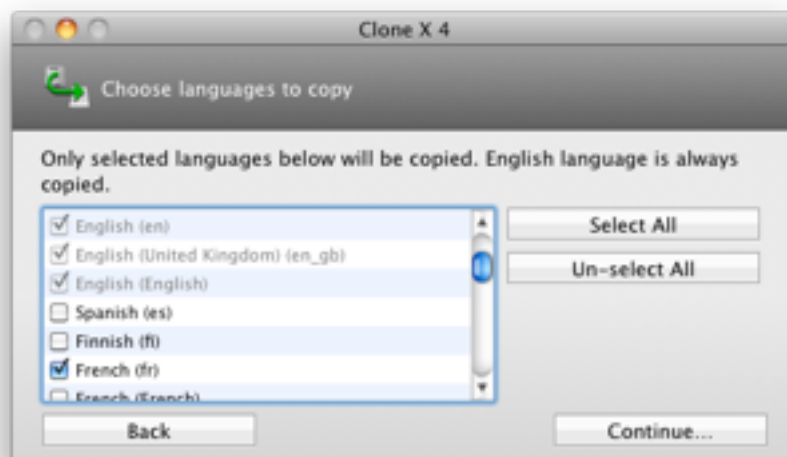 Clone X 4
Choose languages to copy
Only selected languages below will be copied. English language is always
copied.
English (en)
English (United Kingdom) (en_gb)
English (English)
Spanish (es)
Finnish (fi)
French (fr)
French (French)
Select All
Un-select All
Back
Continue...